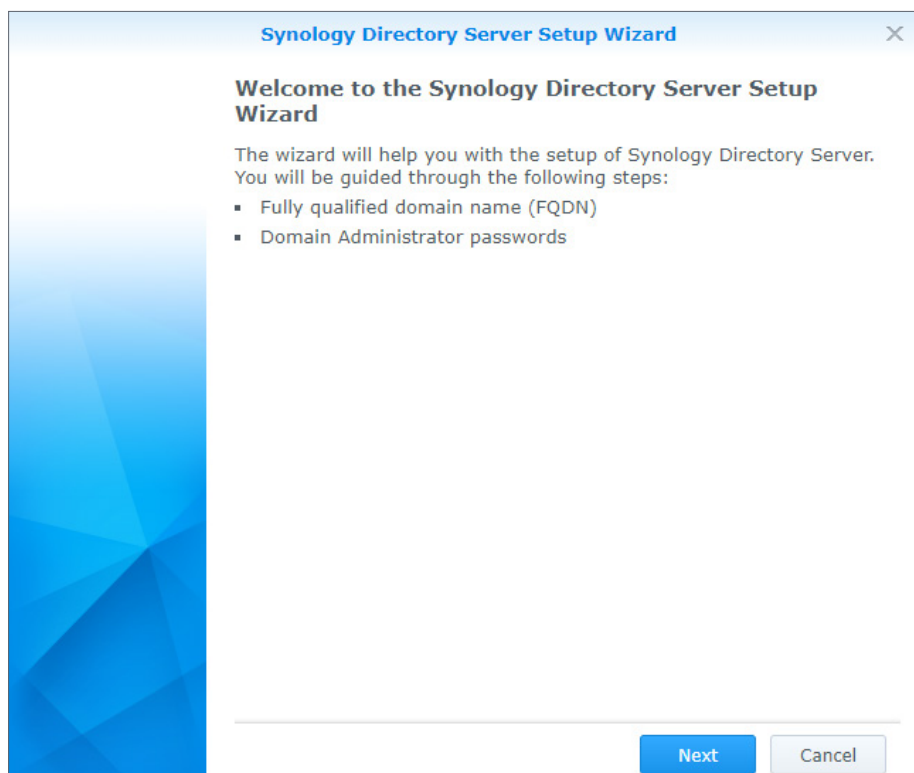 Synology Directory Server Setup Wizard
Welcome to the Synology Directory Server Setup
Wizard
The wizard will help you with the setup of Synology Directory Server.
You will be guided through the following steps:
▪ Fully qualified domain name (FQDN)
▪ Domain Administrator passwords
Next
Cancel